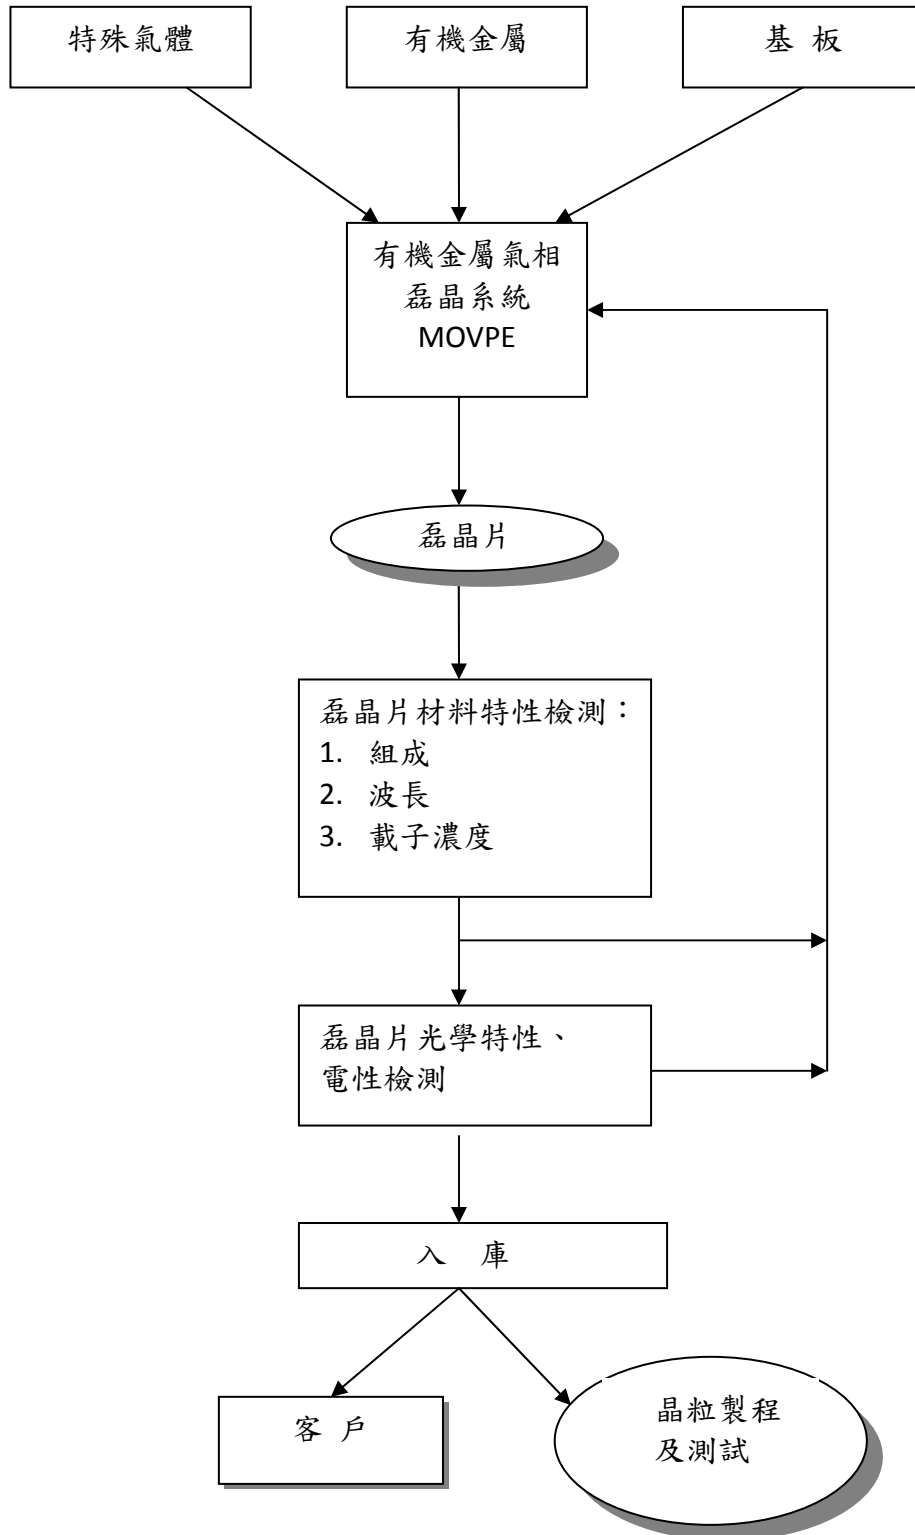 特殊氣體
有機金屬
基 板
有機金屬氣相
磊晶系統
MOVPE
磊晶片
磊晶片材料特性檢測：
1. 組成
2. 波長
3. 載子濃度
磊晶片光學特性、
電性檢測
入 庫
客 戶
晶粒製程
及測試